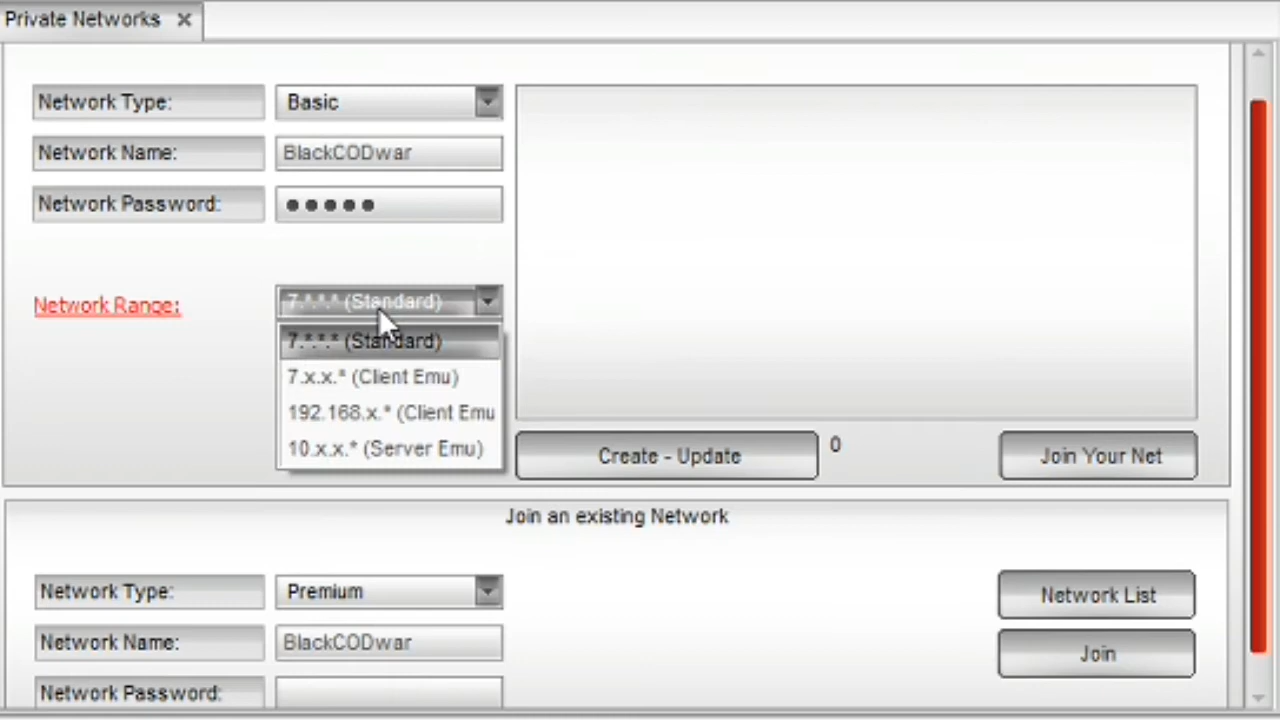 Private Networks ×
Network Type: Basic
Network Name: BlackCODwar
Network Password: ●●●●●
Network Range: 7.*.*.* (Standard)
7.*.*.* (Standard)
7.x.x.* (Client Emu)
192.168.x.* (Client Emu
10.x.x.* (Server Emu)
Create - Update 0 Join Your Net
Join an existing Network
Network Type: Premium Network List
Network Name: BlackCODwar Join
Network Password: